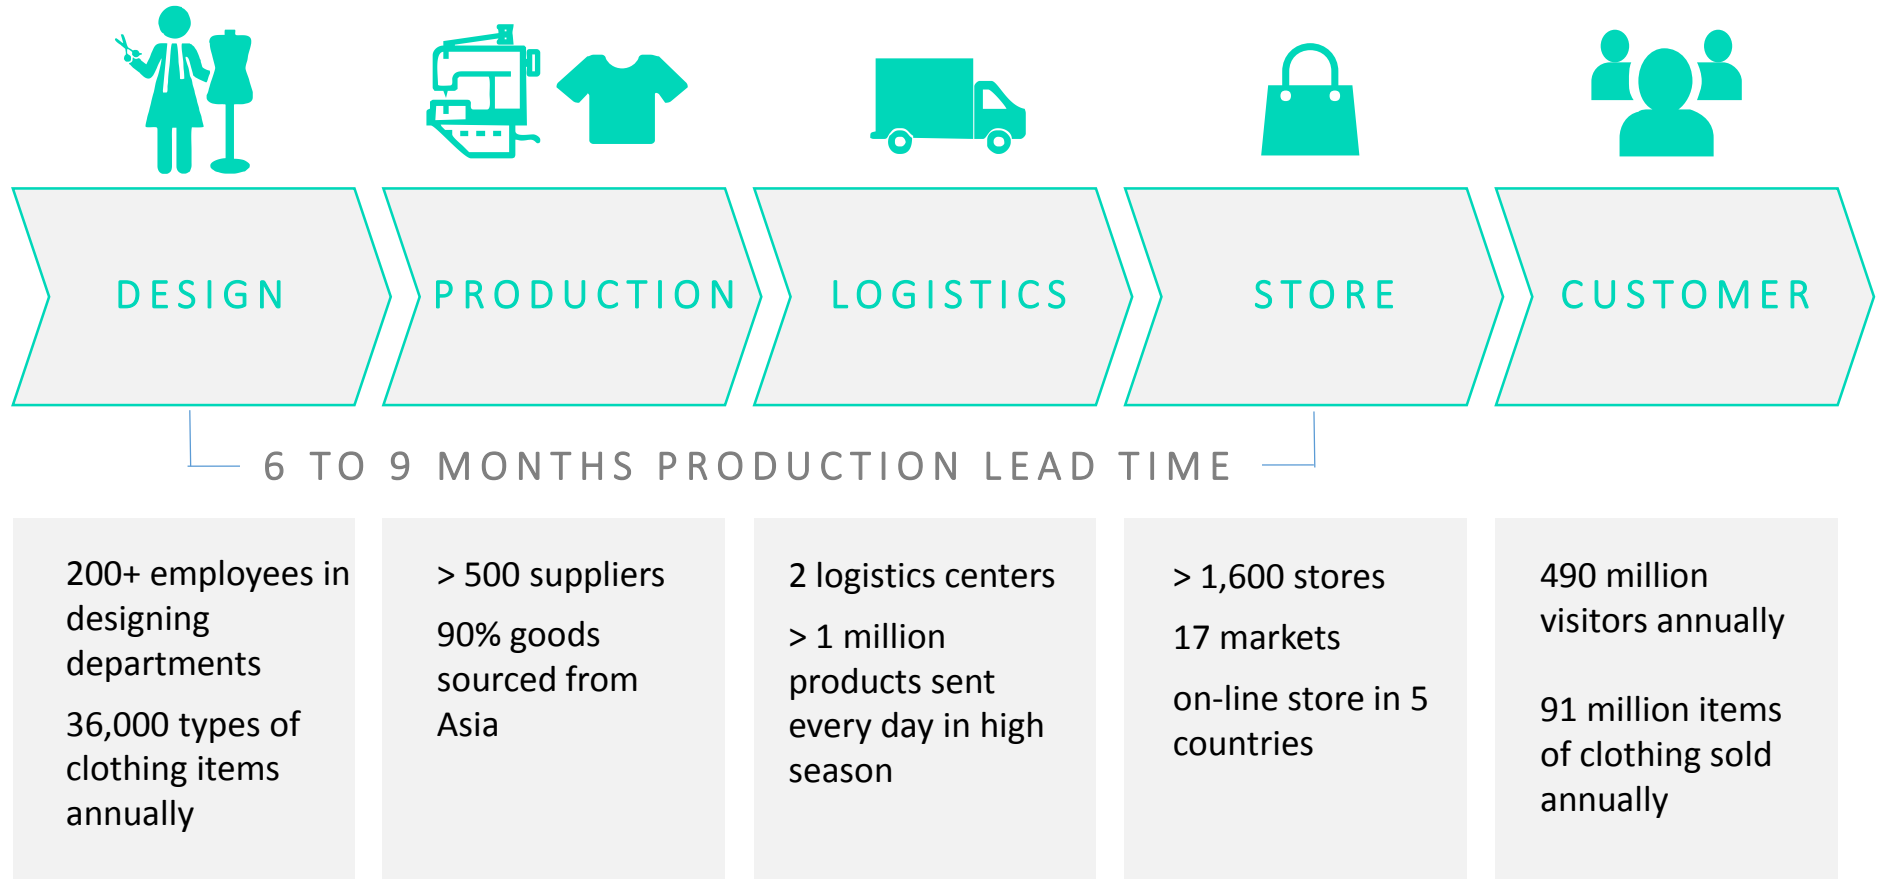 DESIGN
PRODUCTION
LOGISTICS
STORE
CUSTOMER
6 TO 9 MONTHS PRODUCTION LEAD TIME
200+ employees in
designing
departments
36,000 types of
clothing items
annually
> 500 suppliers
90% goods
sourced from
Asia
2 logistics centers
> 1 million
products sent
every day in high
season
> 1,600 stores
17 markets
on-line store in 5
countries
490 million
visitors annually
91 million items
of clothing sold
annually